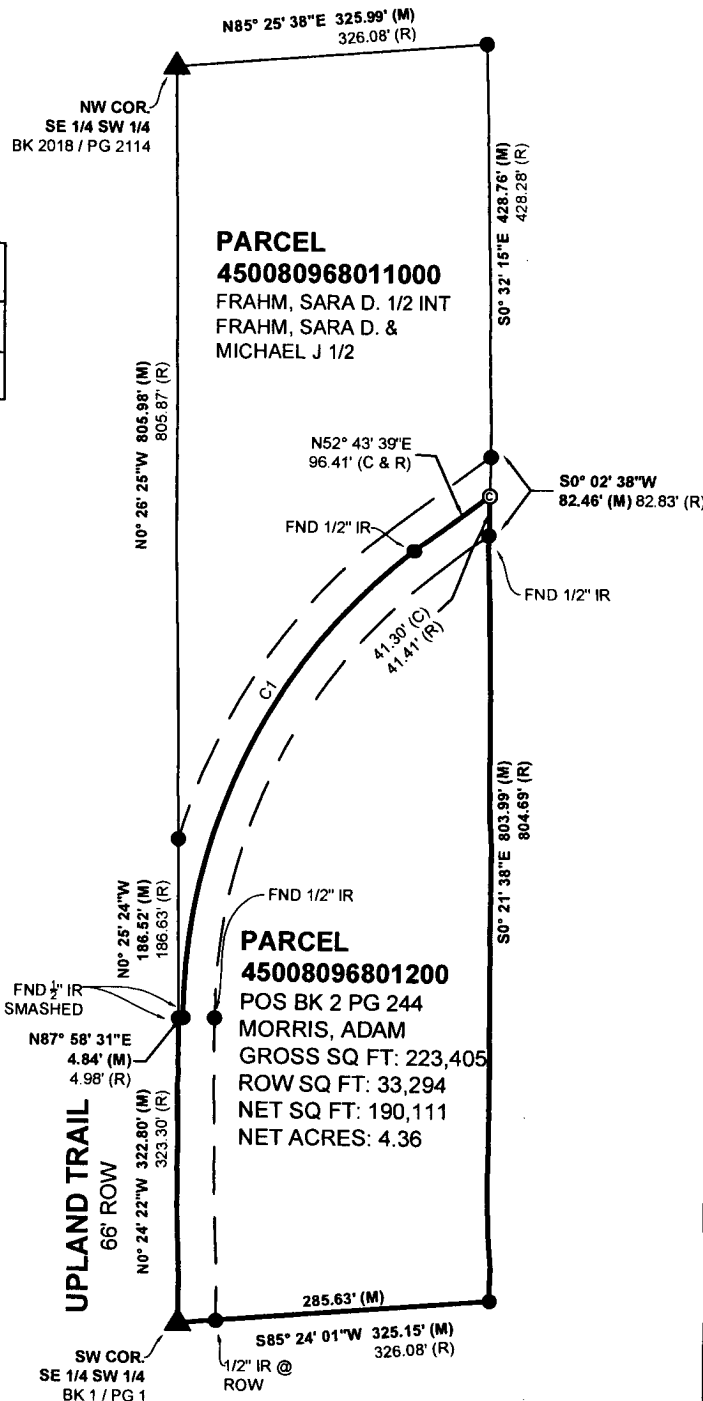 N85° 25' 38"E 325.99' (M)
326.08' (R)
NW COR.
SE 1/4 SW 1/4
BK 2018 / PG 2114
S0° 32' 15"E 428.76' (M)
428.28' (R)
PARCEL
450080968011000
FRAHM, SARA D. 1/2 INT
FRAHM, SARA D. &
MICHAEL J 1/2
N0° 26' 25"W 805.98' (M)
805.87' (R)
N52° 43' 39"E
96.41' (C & R)
C
S0° 02' 38"W
82.46' (M) 82.83' (R)
FND 1/2" IR
FND 1/2" IR
41.30' (C)
41.41' (R)
C1
S0° 21' 38"E 803.99' (M)
804.69' (R)
N0° 25' 24"W
186.52' (M)
186.63' (R)
FND 1/2" IR
PARCEL
45008096801200
POS BK 2 PG 244
MORRIS, ADAM
GROSS SQ FT: 223,405
ROW SQ FT: 33,294
NET SQ FT: 190,111
NET ACRES: 4.36
FND ½" IR
SMASHED
N87° 58' 31"E
4.84' (M)
4.98' (R)
UPLAND TRAIL
66' ROW
N0° 24' 22"W 322.80' (M)
323.30' (R)
285.63' (M)
S85° 24' 01"W 325.15' (M)
326.08' (R)
SW COR.
SE 1/4 SW 1/4
BK 1 / PG 1
1/2" IR @
ROW